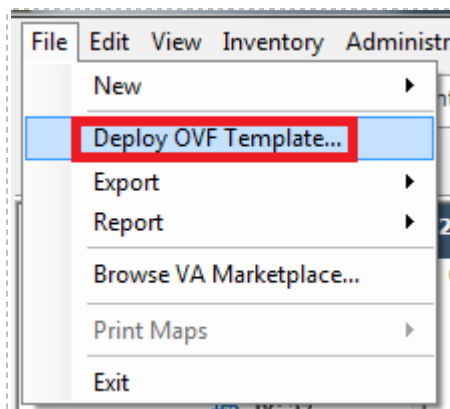 File Edit View Inventory Administr
New
Deploy OVF Template...
Export
Report
Browse VA Marketplace...
Print Maps
Exit